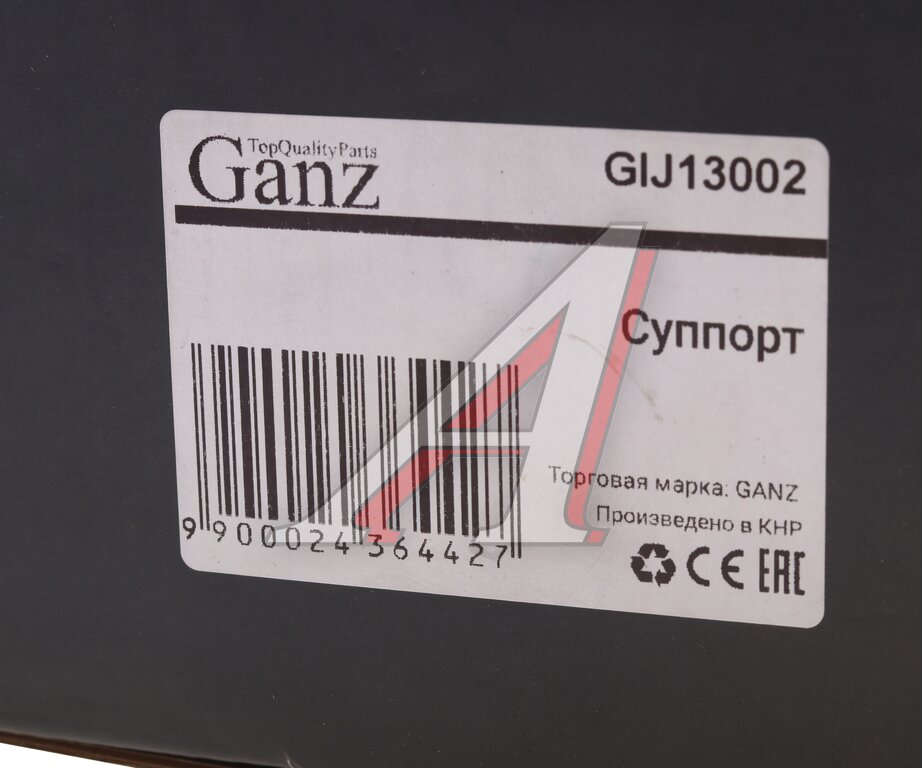 TopQualityParts
Ganz
GIJ13002
Суппорт
9 900024 364427
Торговая марка: GANZ
Произведено в КНР
CE EAC